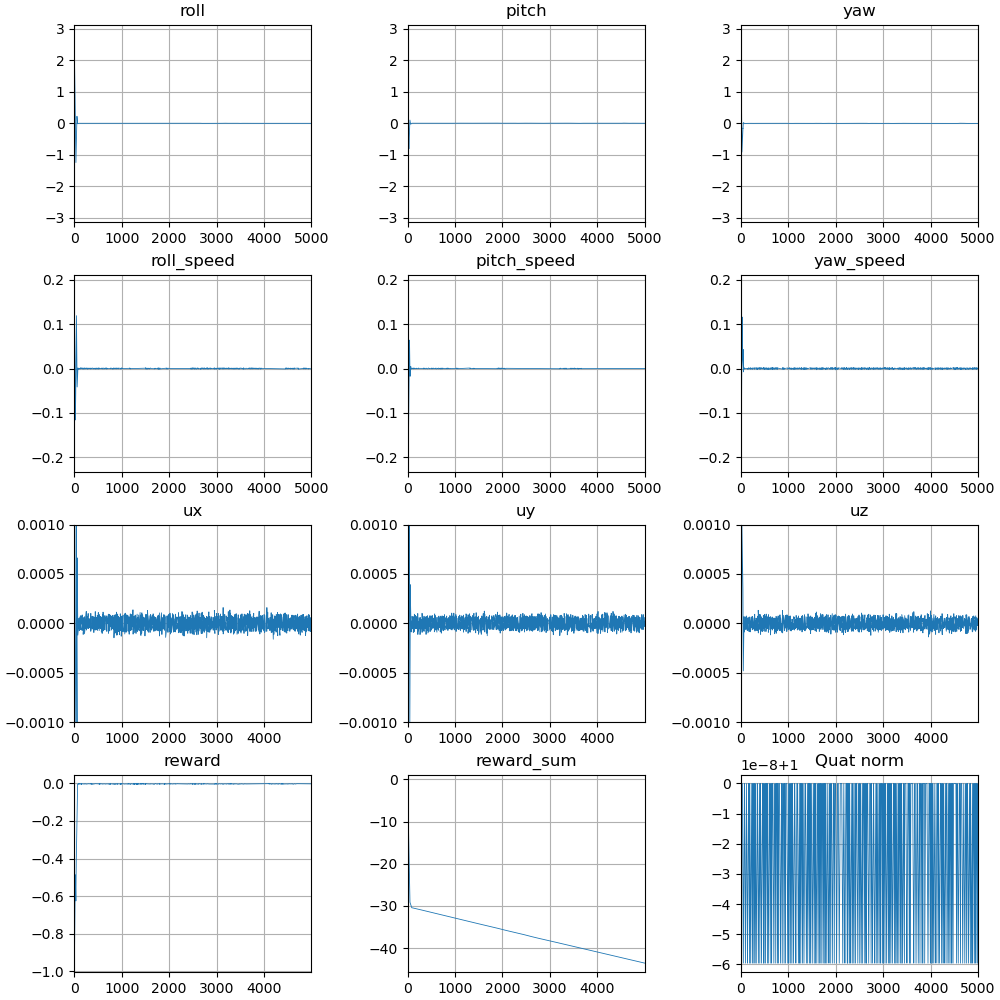 roll pitch yaw
3 3 3
2 2 2
1 1 1
0 0 0
−1 −1 −1
−2 −2 −2
−3 −3 −3
0 1000 2000 3000 4000 5000 0 1000 2000 3000 4000 5000 0 1000 2000 3000 4000 5000
roll_speed pitch_speed yaw_speed
0.2 0.2 0.2
0.1 0.1 0.1
0.0 0.0 0.0
−0.1 −0.1 −0.1
−0.2 −0.2 −0.2
0 1000 2000 3000 4000 5000 0 1000 2000 3000 4000 5000 0 1000 2000 3000 4000 5000
ux uy uz
0.0010 0.0010 0.0010
0.0005 0.0005 0.0005
0.0000 0.0000 0.0000
−0.0005 −0.0005 −0.0005
−0.0010 −0.0010 −0.0010
0 1000 2000 3000 4000 0 1000 2000 3000 4000 0 1000 2000 3000 4000
reward reward_sum 1e−8+1 Quat norm
0.0 0 0
−0.2 −10 −1
−0.4 −20 −2
−0.6 −30 −3
−0.8 −40 −4
−1.0 −5
−6
0 1000 2000 3000 4000 0 1000 2000 3000 4000 0 1000 2000 3000 4000 5000